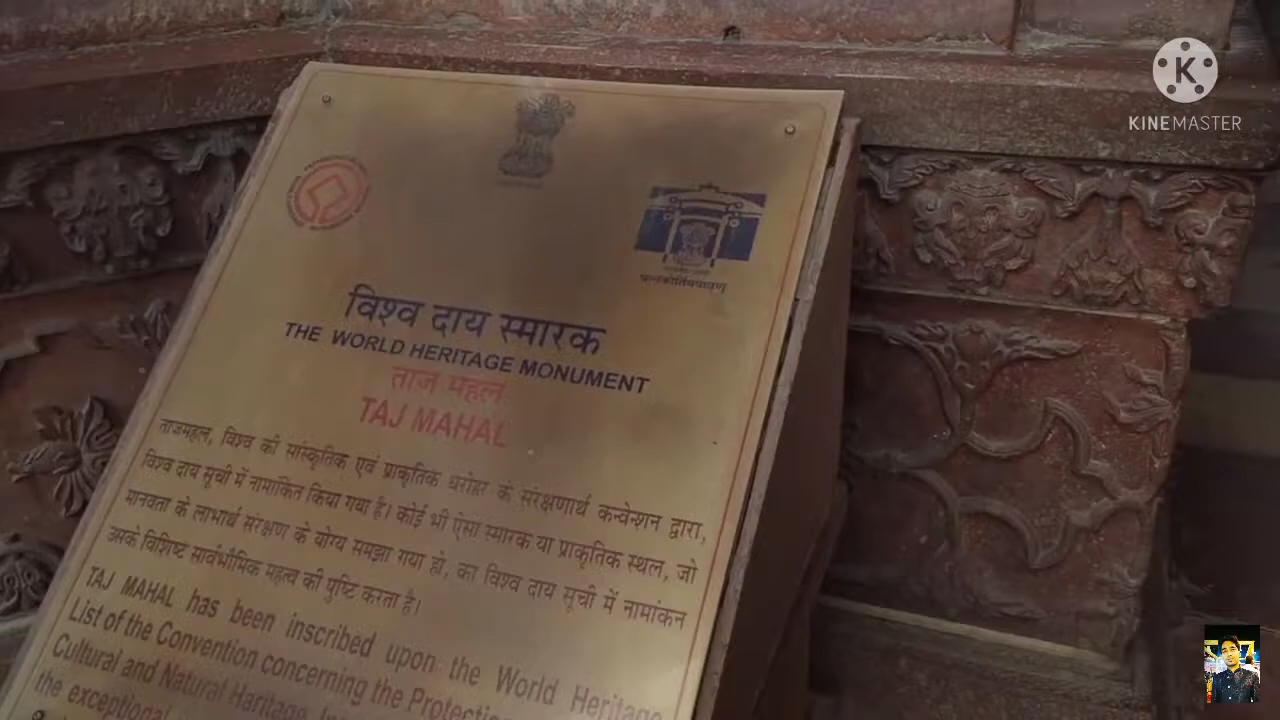 KINEMASTER
विश्व दाय स्मारक
THE WORLD HERITAGE MONUMENT
ताज महल
TAJ MAHAL
ताजमहल, विश्व की सांस्कृतिक एवं प्राकृतिक धरोहर के संरक्षणार्थ कन्वेन्शन द्वारा,
विश्व दाय सूची में नामांकित किया गया है। कोई भी ऐसा स्मारक या प्राकृतिक स्थल, जो
मानवता के लाभार्थ संरक्षण के योग्य समझा गया हो, का विश्व दाय सूची में नामांकन
उसके विशिष्ट सार्वभौमिक महत्व की पुष्टि करता है।
TAJ MAHAL has been inscribed upon the World Heritage
List of the Convention concerning the Protectio
Cultural and Natural Haritage.
the exceptional